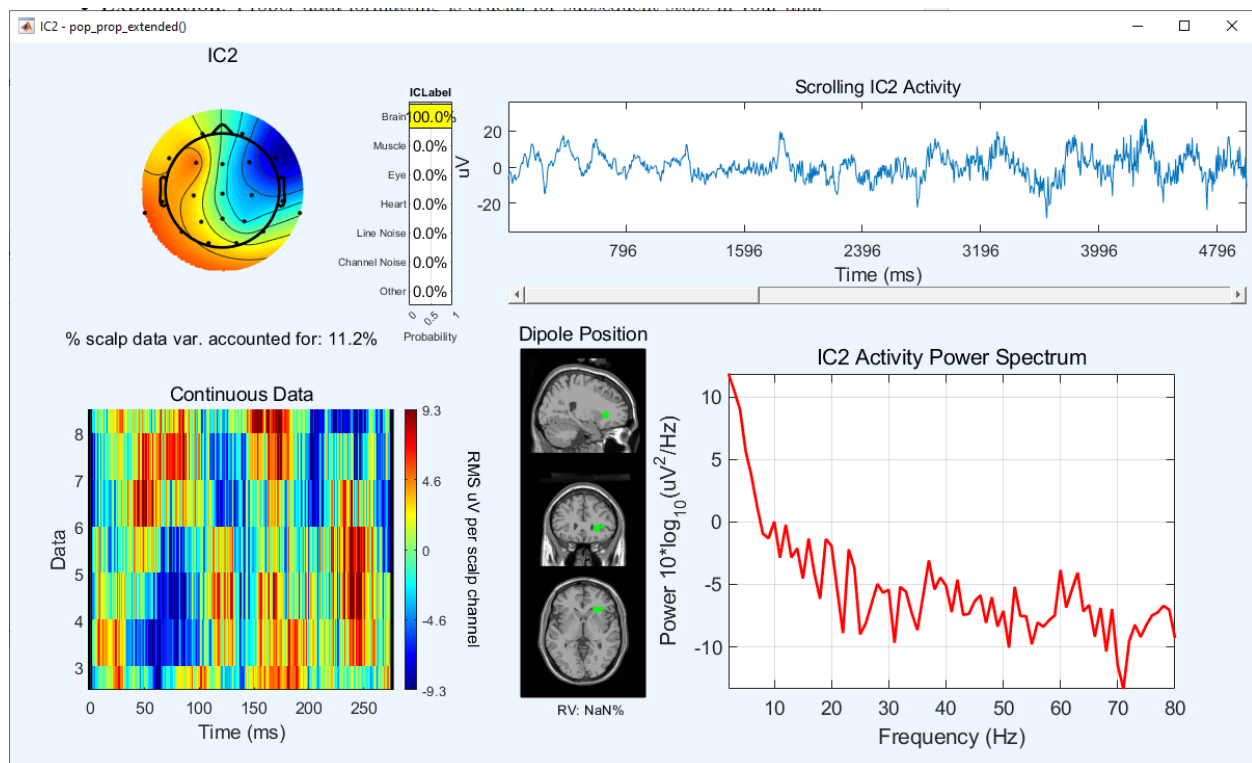 IC2 - pop_prop_extended()
IC2
ICLabel
Brain 100.0%
Muscle 0.0%
Eye 0.0%
Heart 0.0%
Line Noise 0.0%
Channel Noise 0.0%
Other 0.0%
0 0.5 1
Probability
% scalp data var. accounted for: 11.2%
Scrolling IC2 Activity
uV
20
0
-20
796 1596 2396 3196 3996 4796
Time (ms)
Continuous Data
Data
8
7
6
5
4
3
0 50 100 150 200 250
Time (ms)
9.3
4.6
0
-4.6
-9.3
RMS uV per scalp channel
Dipole Position
RV: NaN%
IC2 Activity Power Spectrum
Power 10*log10(uV2/Hz)
10
5
0
-5
-10
10 20 30 40 50 60 70 80
Frequency (Hz)